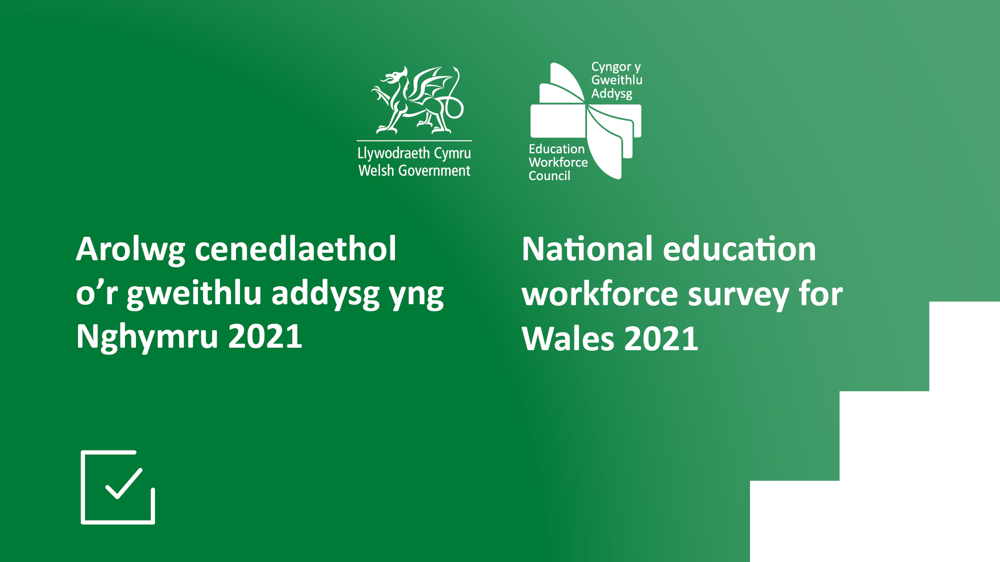 Llywodraeth Cymru
Welsh Government
Cyngor y
Gweithlu
Addysg
Education
Workforce
Council
Arolwg cenedlaethol
o’r gweithlu addysg yng
Nghymru 2021
National education
workforce survey for
Wales 2021